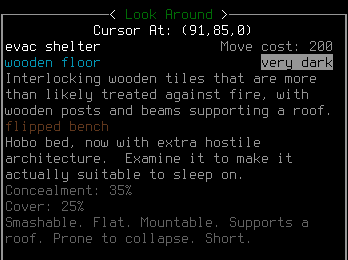 < Look Around >
Cursor At: (91,85,0)
evac shelter Move cost: 200
wooden floor very dark
Interlocking wooden tiles that are more
than likely treated against fire, with
wooden posts and beams supporting a roof.
flipped bench
Hobo bed, now with extra hostile
architecture.  Examine it to make it
actually suitable to sleep on.
Concealment: 35%
Cover: 25%
Smashable. Flat. Mountable. Supports a
roof. Prone to collapse. Short.